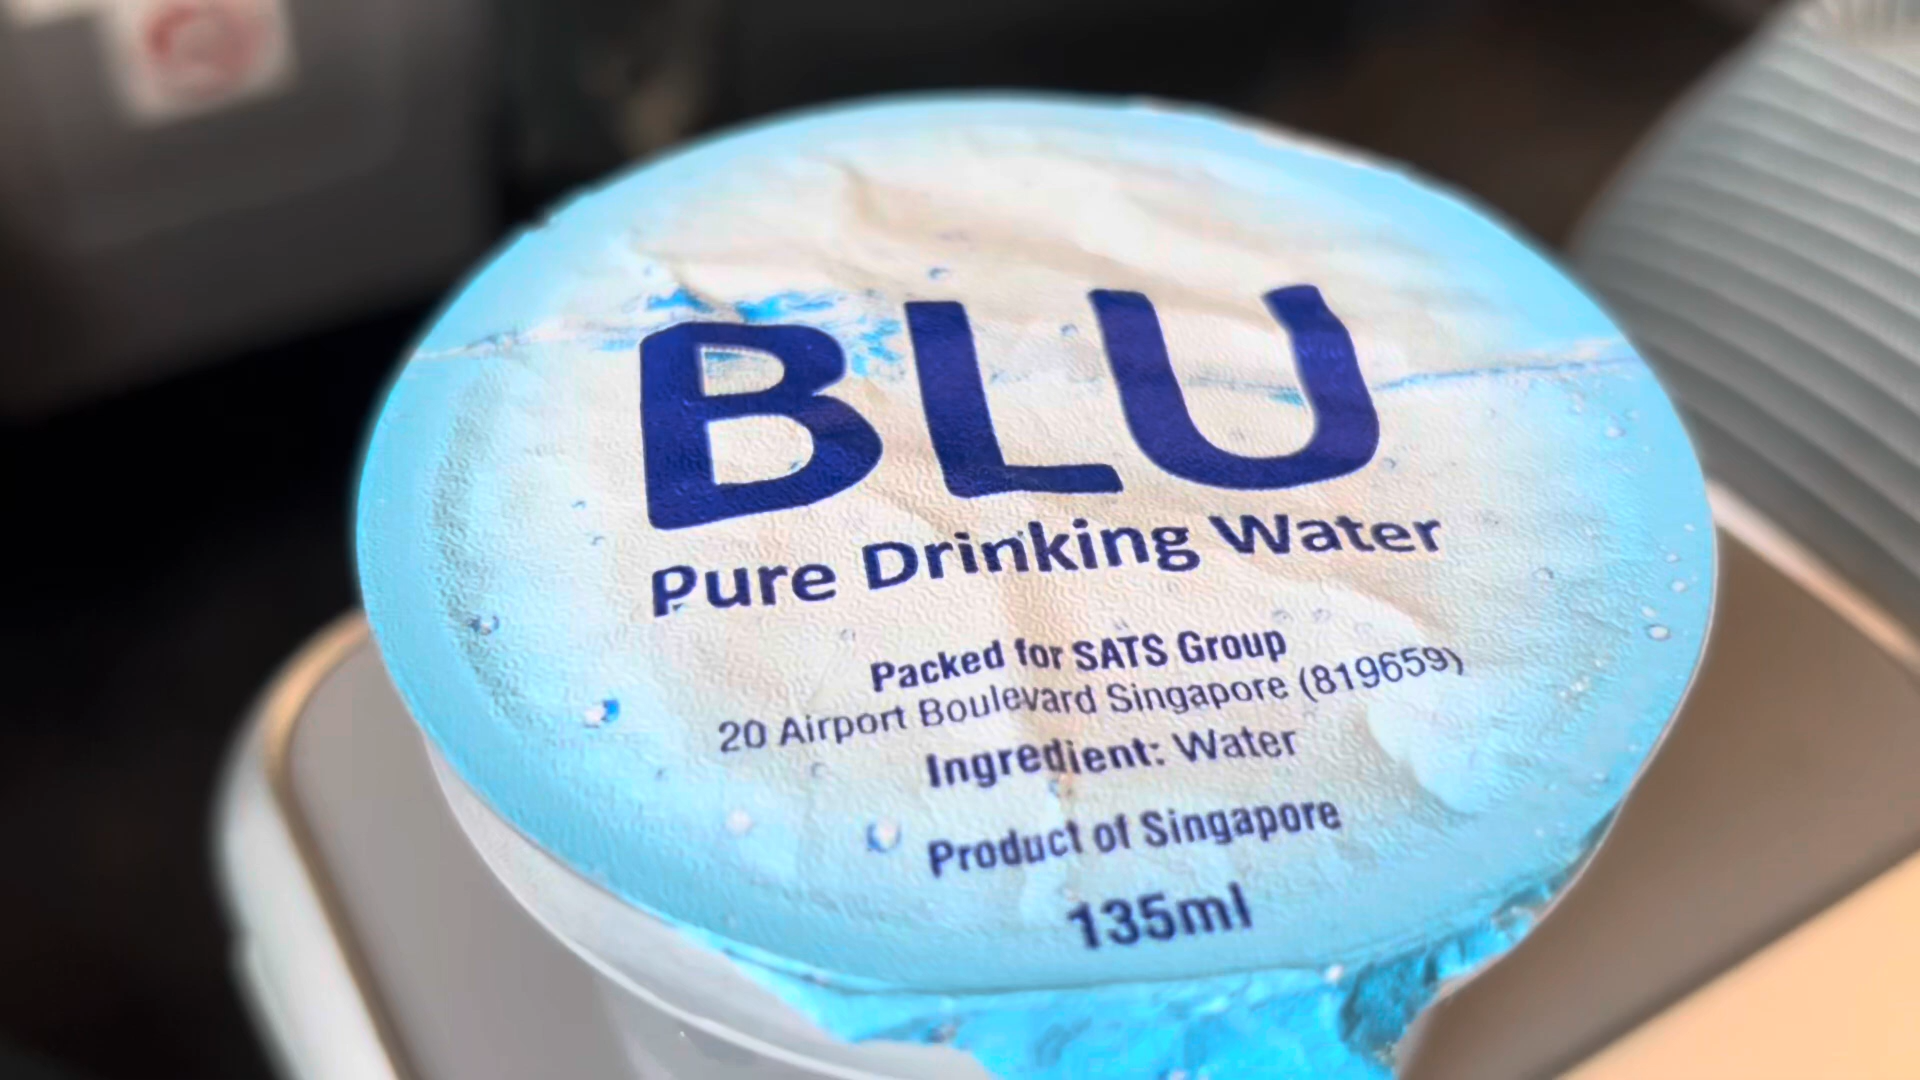 BLU
Pure Drinking Water
Packed for SATS Group
20 Airport Boulevard Singapore (819659)
Ingredient: Water
Product of Singapore
135ml